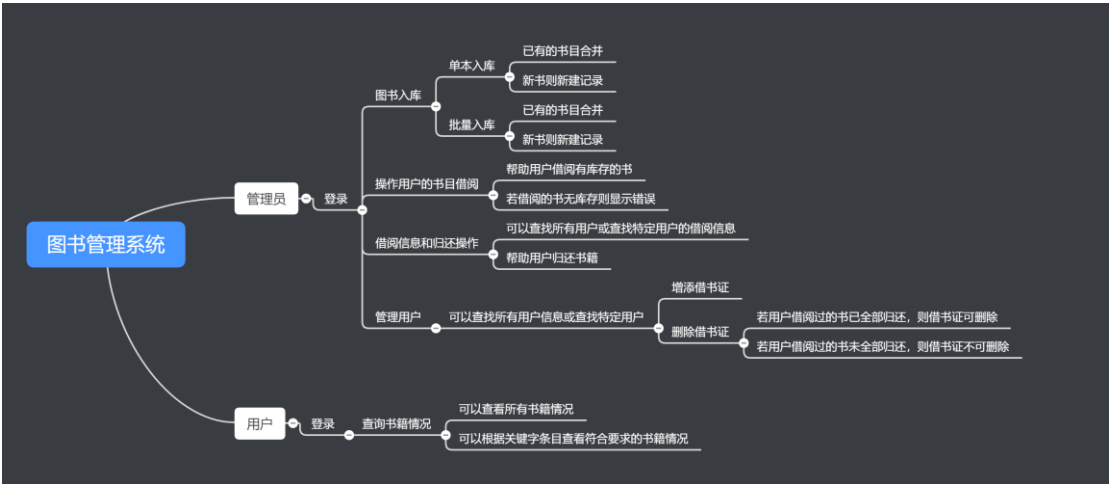 图书管理系统
管理员
登录
图书入库
单本入库
已有的书目合并
新书则新建记录
批量入库
已有的书目合并
新书则新建记录
操作用户的书目借阅
帮助用户借阅有库存的书
若借阅的书无库存则显示错误
借阅信息和归还操作
可以查找所有用户或查找特定用户的借阅信息
帮助用户归还书籍
管理用户
可以查找所有用户信息或查找特定用户
增添借书证
删除借书证
若用户借阅过的书已全部归还，则借书证可删除
若用户借阅过的书未全部归还，则借书证不可删除
用户
登录
查询书籍情况
可以查看所有书籍情况
可以根据关键字条目查看符合要求的书籍情况